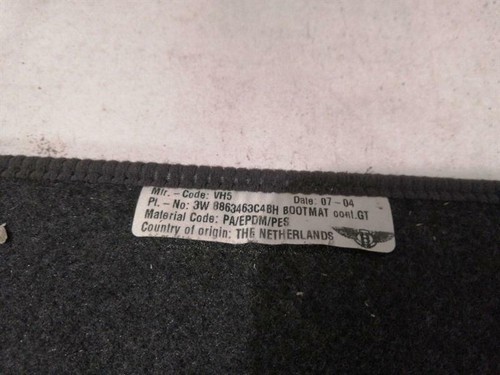 Mfr. - Code: VH5 Date: 07-04
Pt. - No: 3W 8863463C4BH BOOTMAT cont.GT
Material Code: PA/EPDM/PES
Country of origin: THE NETHERLANDS
B